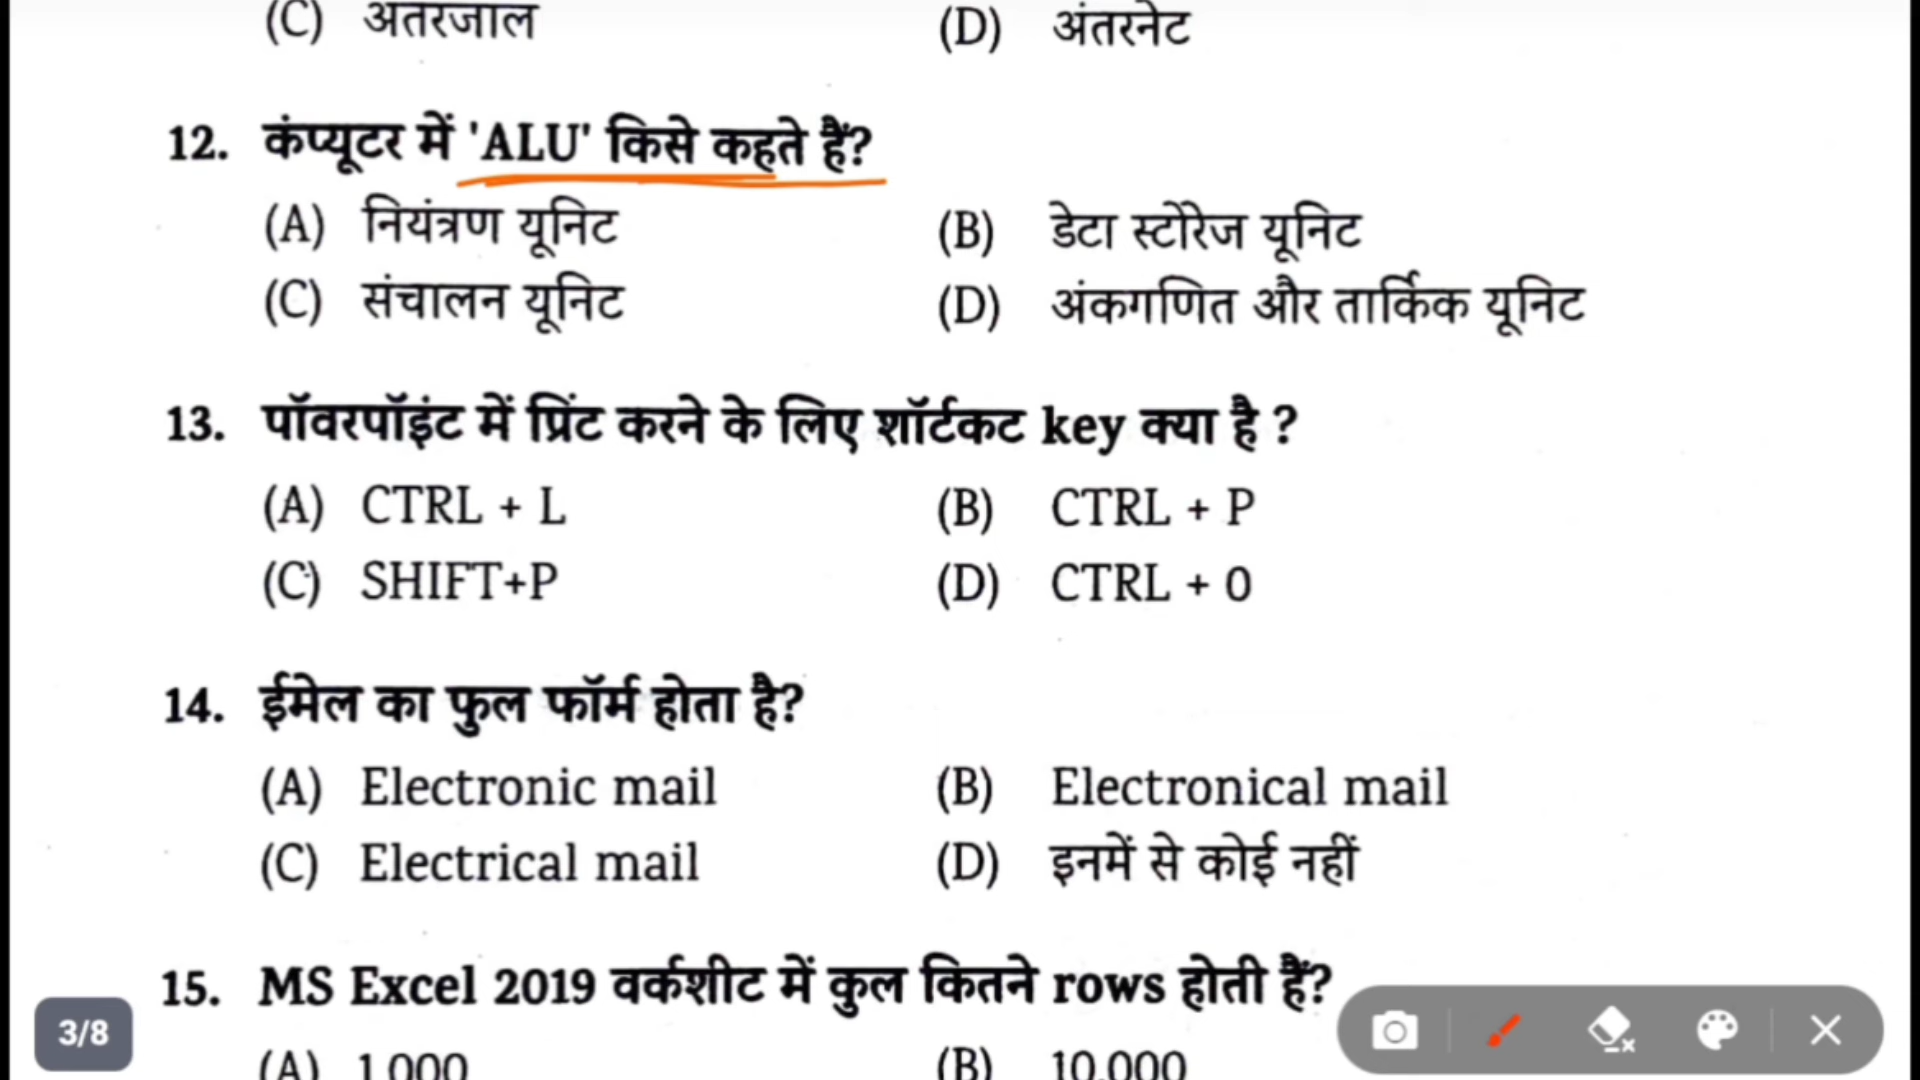 (C) अंतरजाल (D) अंतरनेट
12. कंप्यूटर में 'ALU' किसे कहते हैं?
(A) नियंत्रण यूनिट (B) डेटा स्टोरेज यूनिट
(C) संचालन यूनिट (D) अंकगणित और तार्किक यूनिट
13. पॉवरपॉइंट में प्रिंट करने के लिए शॉर्टकट key क्या है ?
(A) CTRL + L (B) CTRL + P
(C) SHIFT+P (D) CTRL + 0
14. ईमेल का फुल फॉर्म होता है?
(A) Electronic mail (B) Electronical mail
(C) Electrical mail (D) इनमें से कोई नहीं
15. MS Excel 2019 वर्कशीट में कुल कितने rows होती हैं?
(A) 1,000 (B) 10,000
3/8